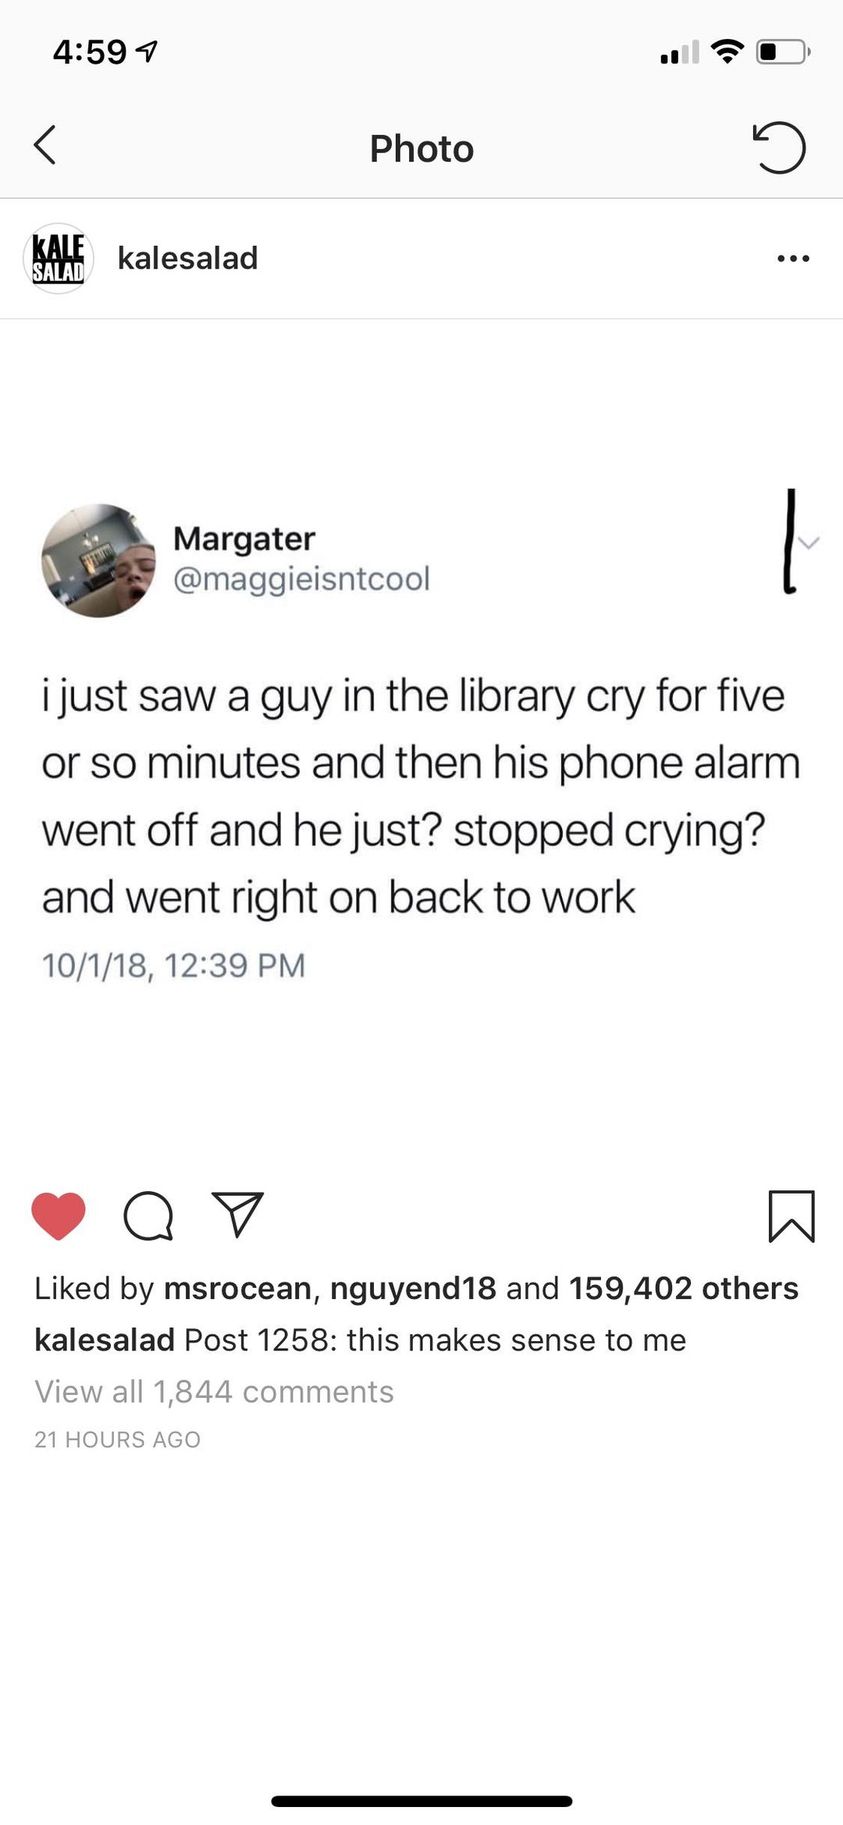 4:59
Photo
KALE
SALAD
kalesalad
Margater
@maggieisntcool
i just saw a guy in the library cry for five
or so minutes and then his phone alarm
went off and he just? stopped crying?
and went right on back to work
10/1/18, 12:39 PM
Liked by msrocean, nguyend18 and 159,402 others
kalesalad Post 1258: this makes sense to me
View all 1,844 comments
21 HOURS AGO